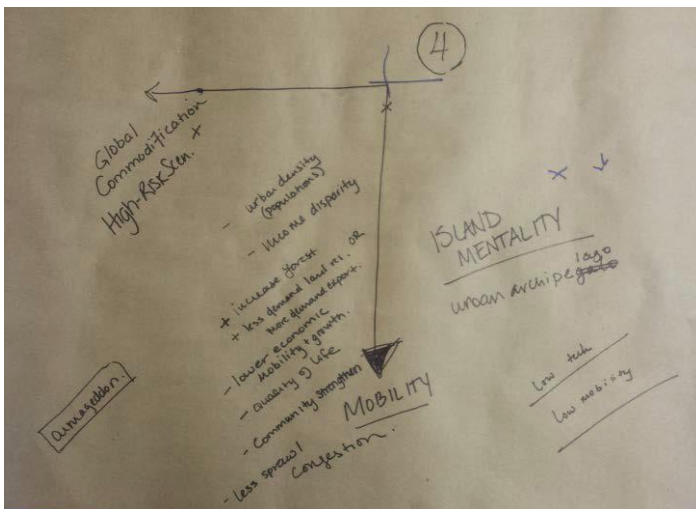 4
Global
Commodification
High-Risk Scen. +
- urban density
(populations)
- Income disparity
+ increase forest
+ less demand land res. OR
more demand export.
- lower economic
mobility + growth.
- Quality of life
- Community strengthen
- less sprawl
congestion.
MOBILITY
armageddon.
ISLAND
MENTALITY
urban archipelago
Low tech
Low mobility